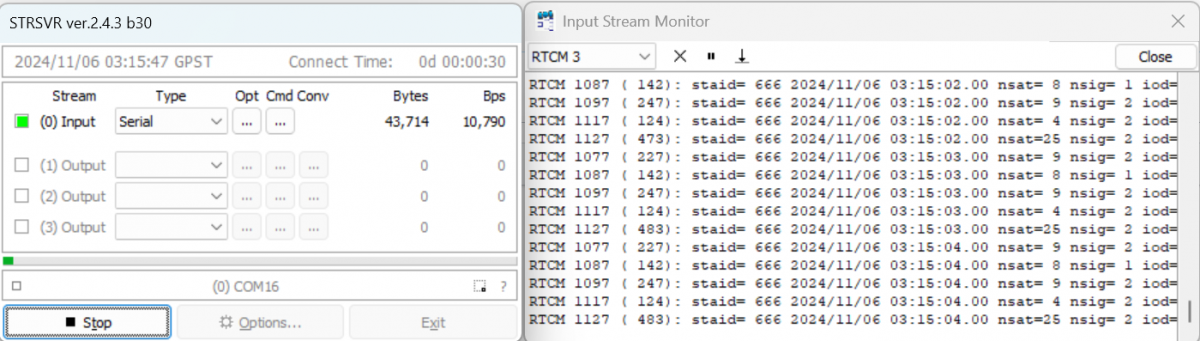 STRSVR ver.2.4.3 b30
2024/11/06 03:15:47 GPST Connect Time: 0d 00:00:30
Stream Type Opt Cmd Conv Bytes Bps
(0) Input Serial ... ... 43,714 10,790
(1) Output ... ... ... 0 0
(2) Output ... ... ... 0 0
(3) Output ... ... ... 0 0
(0) COM16 ?
Stop Options... Exit
Input Stream Monitor
RTCM 3 Close
RTCM 1087 ( 142): staid= 666 2024/11/06 03:15:02.00 nsat= 8 nsig= 1 iod=
RTCM 1097 ( 247): staid= 666 2024/11/06 03:15:02.00 nsat= 9 nsig= 2 iod=
RTCM 1117 ( 124): staid= 666 2024/11/06 03:15:02.00 nsat= 4 nsig= 2 iod=
RTCM 1127 ( 473): staid= 666 2024/11/06 03:15:02.00 nsat=25 nsig= 2 iod=
RTCM 1077 ( 227): staid= 666 2024/11/06 03:15:03.00 nsat= 9 nsig= 2 iod=
RTCM 1087 ( 142): staid= 666 2024/11/06 03:15:03.00 nsat= 8 nsig= 1 iod=
RTCM 1097 ( 247): staid= 666 2024/11/06 03:15:03.00 nsat= 9 nsig= 2 iod=
RTCM 1117 ( 124): staid= 666 2024/11/06 03:15:03.00 nsat= 4 nsig= 2 iod=
RTCM 1127 ( 483): staid= 666 2024/11/06 03:15:03.00 nsat=25 nsig= 2 iod=
RTCM 1077 ( 227): staid= 666 2024/11/06 03:15:04.00 nsat= 9 nsig= 2 iod=
RTCM 1087 ( 142): staid= 666 2024/11/06 03:15:04.00 nsat= 8 nsig= 1 iod=
RTCM 1097 ( 247): staid= 666 2024/11/06 03:15:04.00 nsat= 9 nsig= 2 iod=
RTCM 1117 ( 124): staid= 666 2024/11/06 03:15:04.00 nsat= 4 nsig= 2 iod=
RTCM 1127 ( 483): staid= 666 2024/11/06 03:15:04.00 nsat=25 nsig= 2 iod=